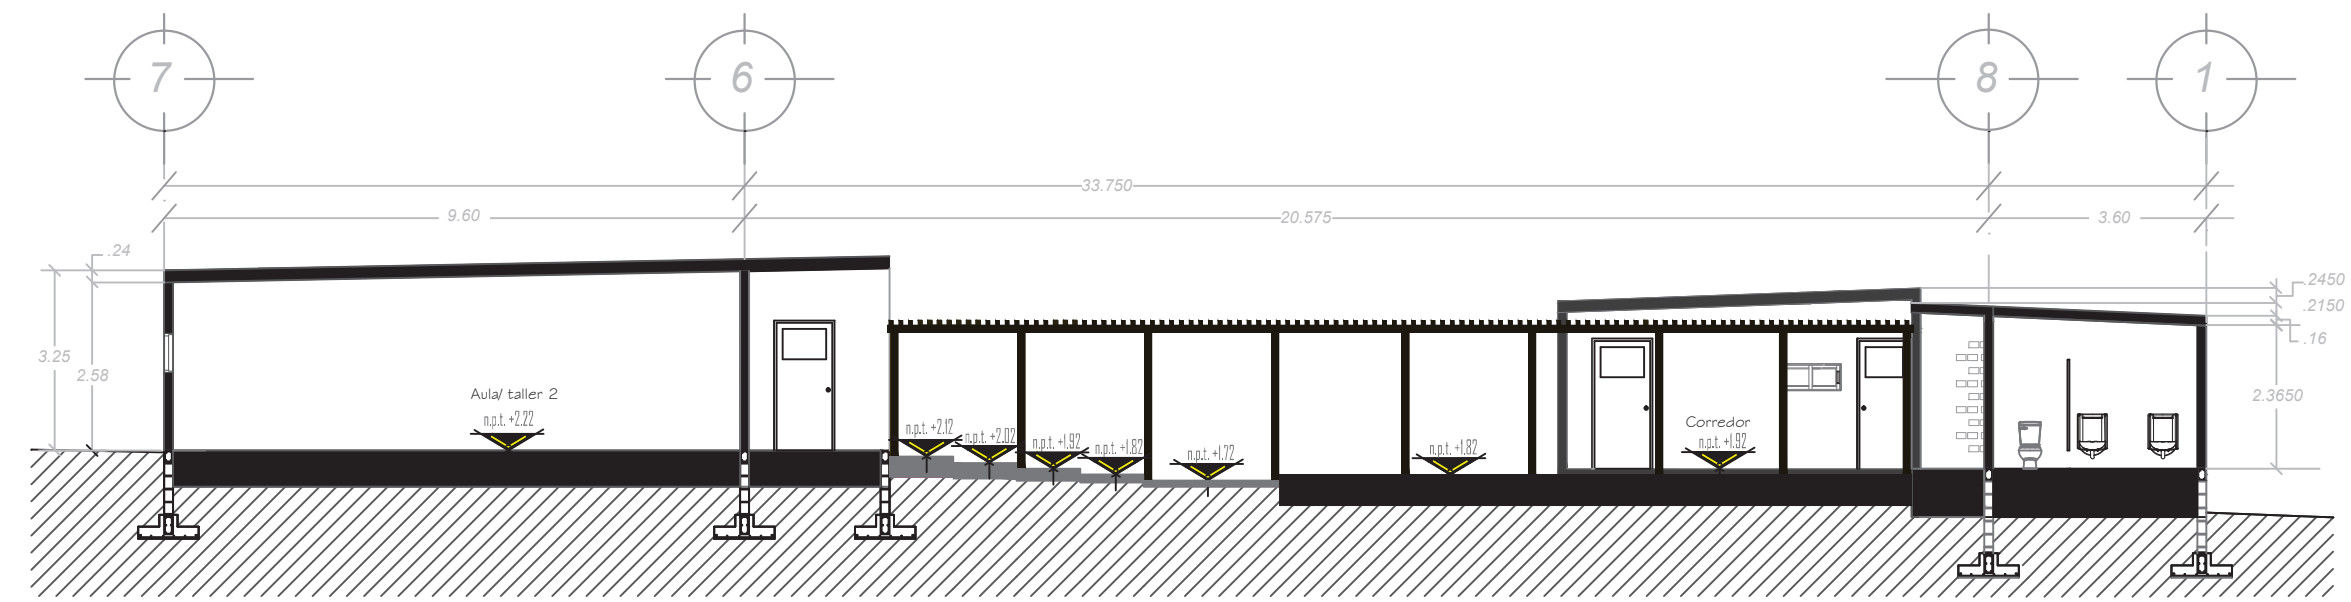 7
6
8
1
33.750
9.60
20.575
3.60
.24
.2450
.2150
.16
3.25
2.58
2.3650
Aula/ taller 2
n.p.t. +2.22
n.p.t. +2.12
n.p.t. +2.02
n.p.t. +1.92
n.p.t. +1.82
n.p.t. +1.72
n.p.t. +1.82
Corredor
n.p.t. +1.92